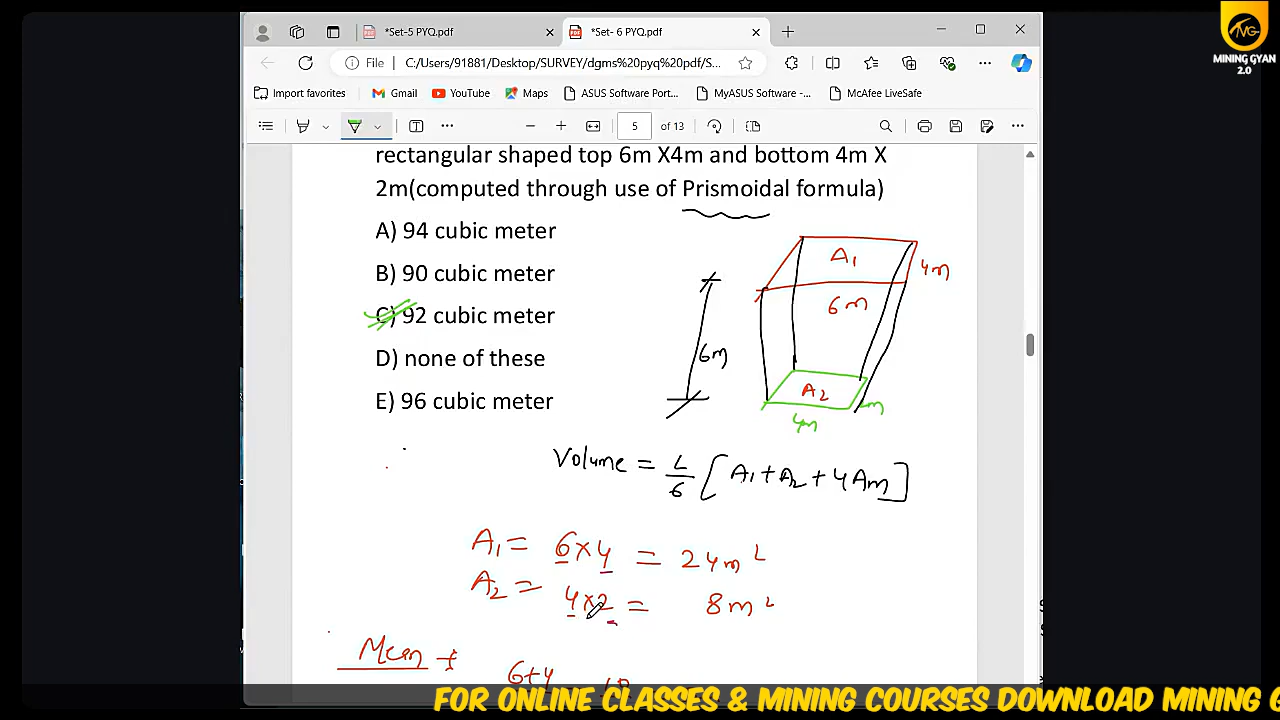 *Set-5 PYQ.pdf
*Set- 6 PYQ.pdf
File
C:/Users/91881/Desktop/SURVEY/dgms%20pyq%20pdf/S...
Import favorites
Gmail
YouTube
Maps
ASUS Software Port...
MyASUS Software -...
McAfee LiveSafe
5 of 13
MINING GYAN
2.0
rectangular shaped top 6m X4m and bottom 4m X
2m(computed through use of Prismoidal formula)
A) 94 cubic meter
B) 90 cubic meter
C) 92 cubic meter
D) none of these
E) 96 cubic meter
A1
4m
6m
6m
A2
2m
4m
Volume = L/6 [A1+A2+4Am]
A1 = 6×4 = 24m²
A2 = 4×2 = 8m²
Mean
6+4
FOR ONLINE CLASSES & MINING COURSES DOWNLOAD MINING